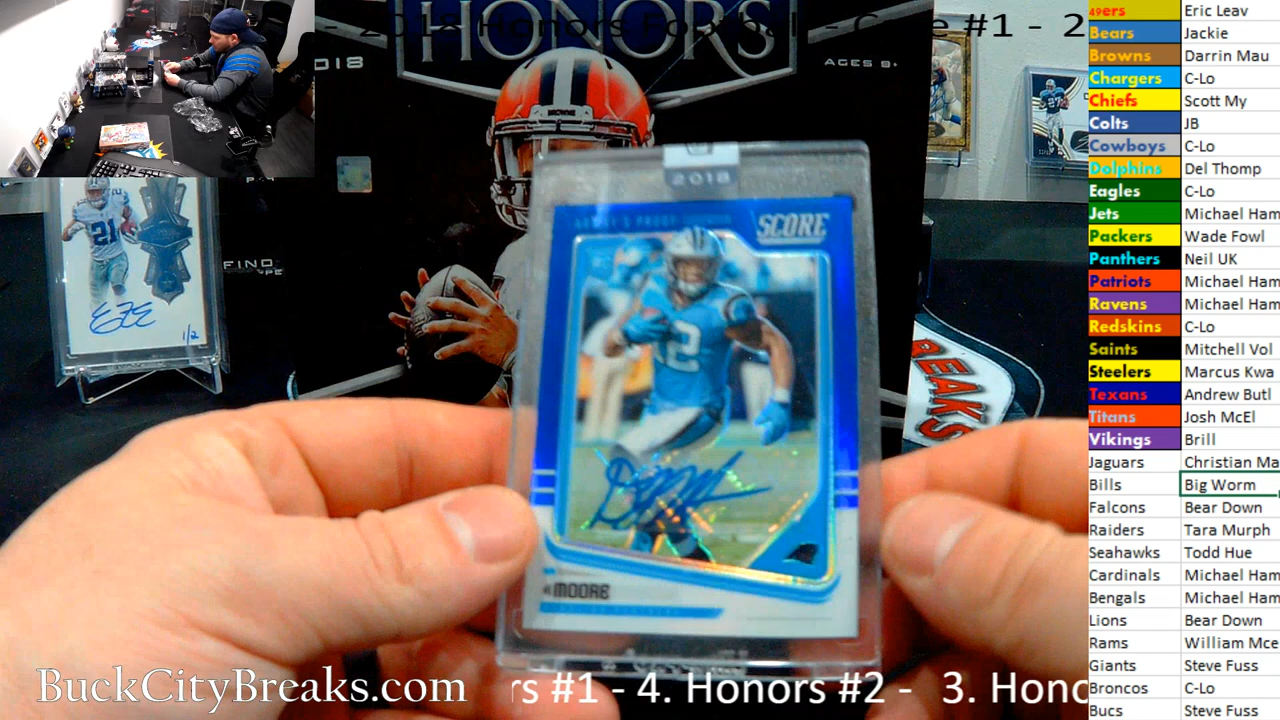 - 2018 Honors Football - Case #1 - 2
HONORS
2018
AGES 8+
BROWNS
2018
SCORE
21
12
1/2
FIND
BREAKS
MOORE
BuckCityBreaks.com
rs #1 - 4. Honors #2 - 3. Hono
49ers Eric Leav
Bears Jackie
Browns Darrin Mau
Chargers C-Lo
Chiefs Scott My
Colts JB
Cowboys C-Lo
Dolphins Del Thomp
Eagles C-Lo
Jets Michael Ham
Packers Wade Fowl
Panthers Neil UK
Patriots Michael Ham
Ravens Michael Ham
Redskins C-Lo
Saints Mitchell Vol
Steelers Marcus Kwa
Texans Andrew Butl
Titans Josh McEl
Vikings Brill
Jaguars Christian Ma
Bills Big Worm
Falcons Bear Down
Raiders Tara Murph
Seahawks Todd Hue
Cardinals Michael Ham
Bengals Michael Ham
Lions Bear Down
Rams William Mce
Giants Steve Fuss
Broncos C-Lo
Bucs Steve Fuss